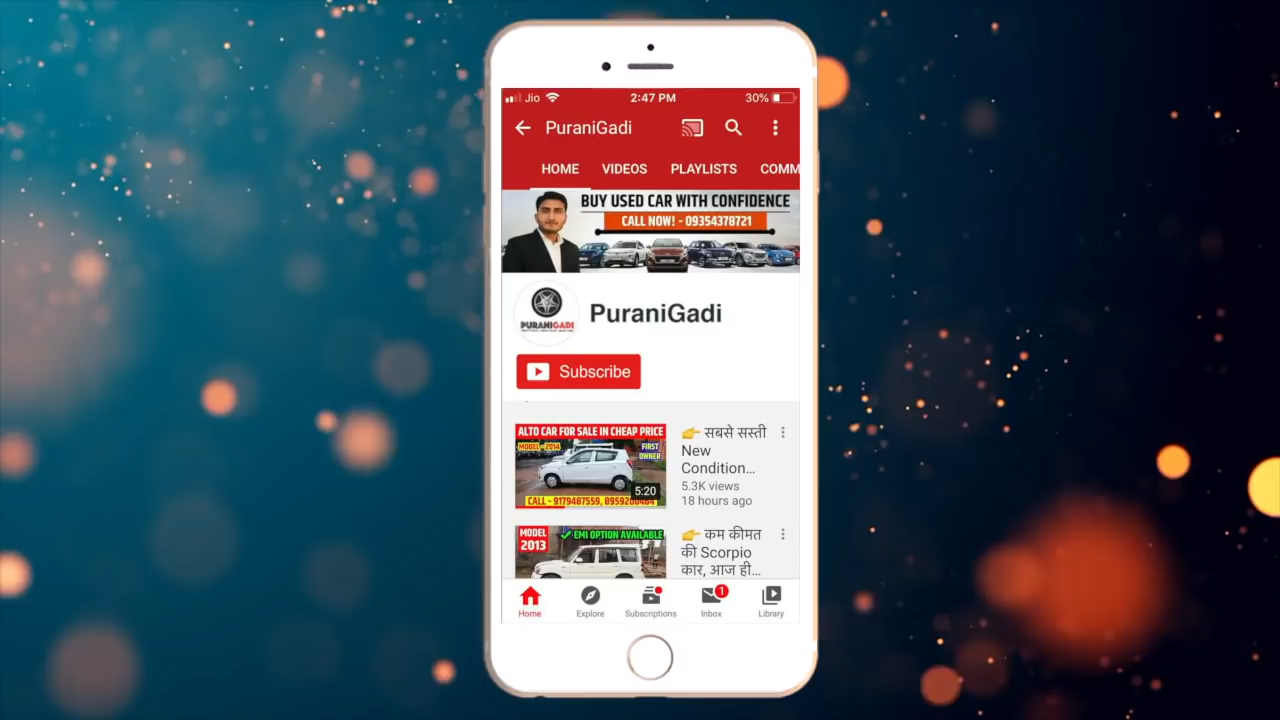 Jio
2:47 PM
30%
PuraniGadi
HOME VIDEOS PLAYLISTS COMM
BUY USED CAR WITH CONFIDENCE
CALL NOW! - 09354378721
PURANIGADI
PuraniGadi
Subscribe
ALTO CAR FOR SALE IN CHEAP PRICE
MODEL - 2014
FIRST
OWNER
5:20
CALL - 9179487559, 8959200484
👉 सबसे सस्ती
New
Condition...
5.3K views
18 hours ago
MODEL
2013
EMI OPTION AVAILABLE
👉 कम कीमत
की Scorpio
कार, आज ही...
Home Explore Subscriptions Inbox Library
1